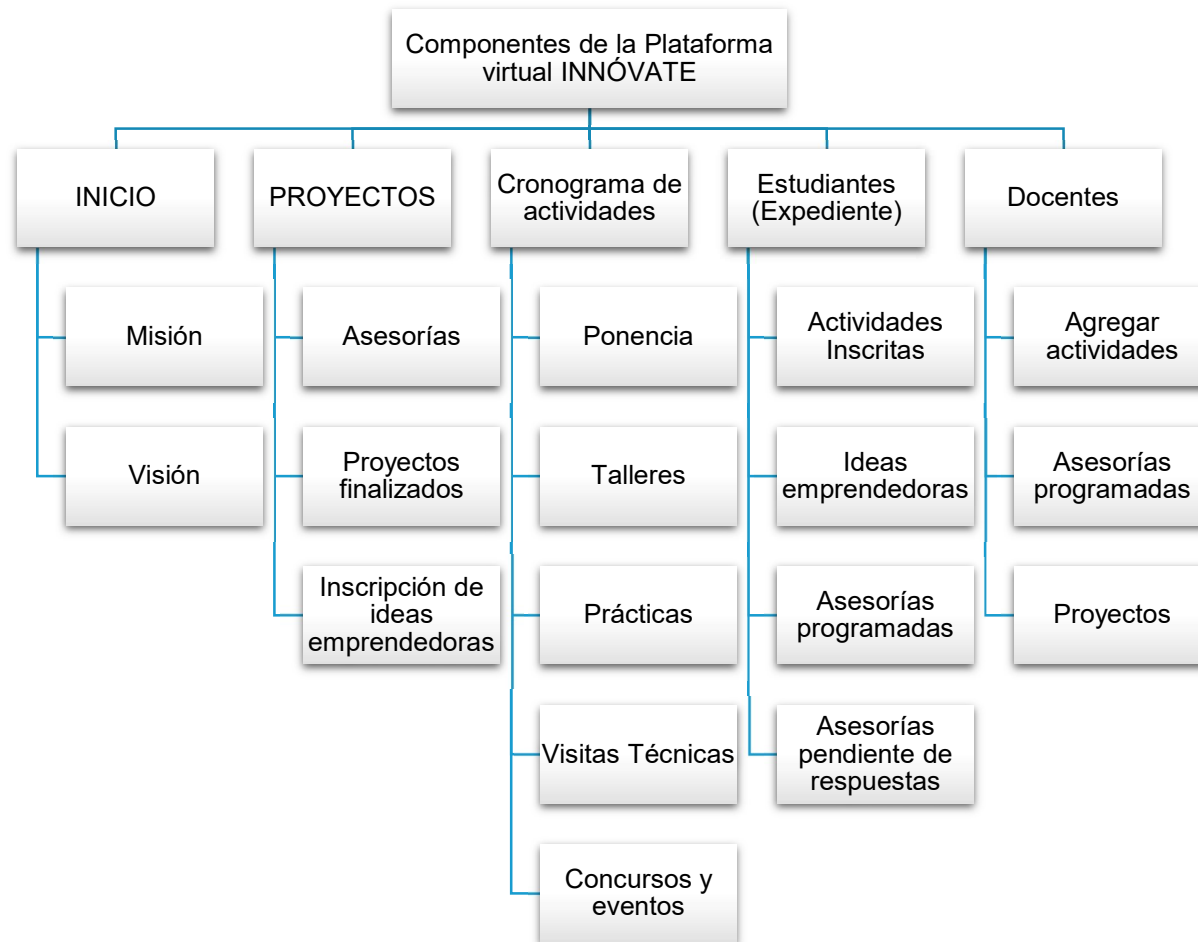 Componentes de la Plataforma
virtual INNÓVATE
INICIO
Misión
Visión
PROYECTOS
Asesorías
Proyectos
finalizados
Inscripción de
ideas
emprendedoras
Cronograma de
actividades
Ponencia
Talleres
Prácticas
Visitas Técnicas
Concursos y
eventos
Estudiantes
(Expediente)
Actividades
Inscritas
Ideas
emprendedoras
Asesorías
programadas
Asesorías
pendiente de
respuestas
Docentes
Agregar
actividades
Asesorías
programadas
Proyectos